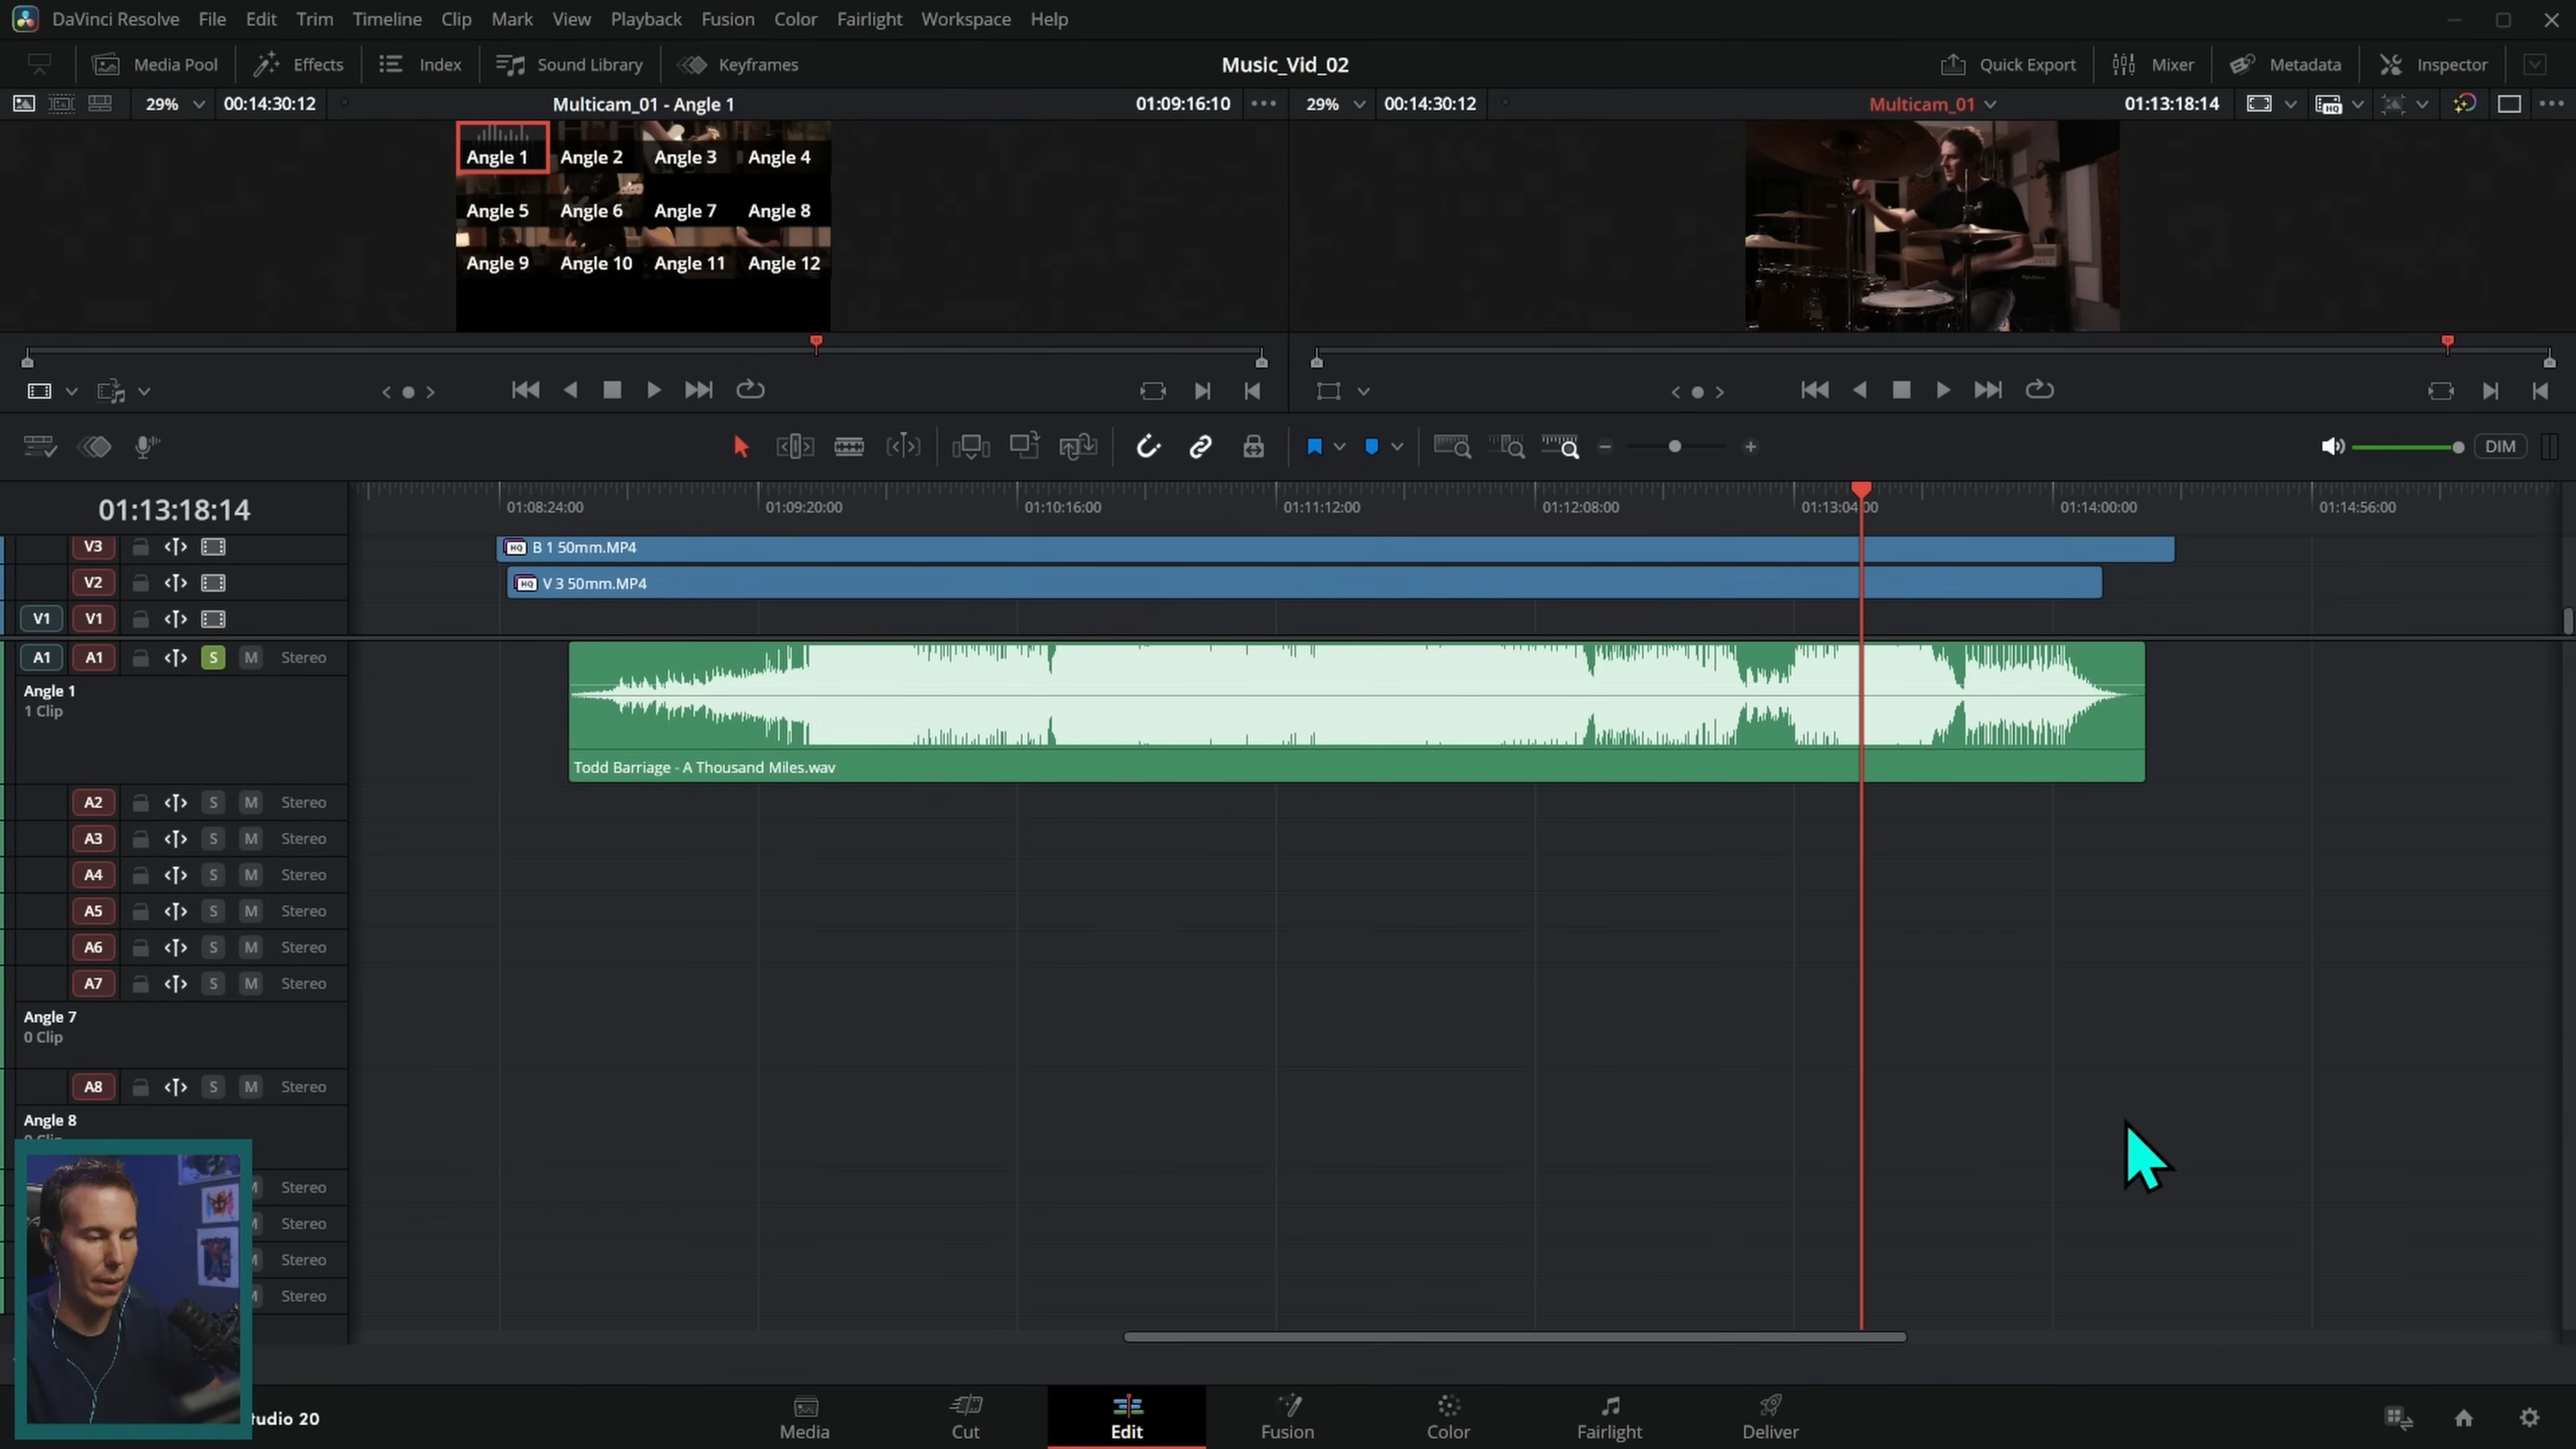 DaVinci Resolve File Edit Trim Timeline Clip Mark View Playback Fusion Color Fairlight Workspace Help
Media Pool Effects Index Sound Library Keyframes Music_Vid_02 Quick Export Mixer Metadata Inspector
29% 00:14:30:12 Multicam_01 - Angle 1 01:09:16:10 29% 00:14:30:12 Multicam_01 01:13:18:14
Angle 1 Angle 2 Angle 3 Angle 4
Angle 5 Angle 6 Angle 7 Angle 8
Angle 9 Angle 10 Angle 11 Angle 12
DIM
01:13:18:14 01:08:24:00 01:09:20:00 01:10:16:00 01:11:12:00 01:12:08:00 01:13:04:00 01:14:00:00 01:14:56:00
V3 HQ B 1 50mm.MP4
V2 HQ V 3 50mm.MP4
V1 V1
A1 A1 S M Stereo
Angle 1
1 Clip
Todd Barriage - A Thousand Miles.wav
A2 S M Stereo
A3 S M Stereo
A4 S M Stereo
A5 S M Stereo
A6 S M Stereo
A7 S M Stereo
Angle 7
0 Clip
A8 S M Stereo
Angle 8
M Stereo
M Stereo
M Stereo
M Stereo
tudio 20
Media Cut Edit Fusion Color Fairlight Deliver